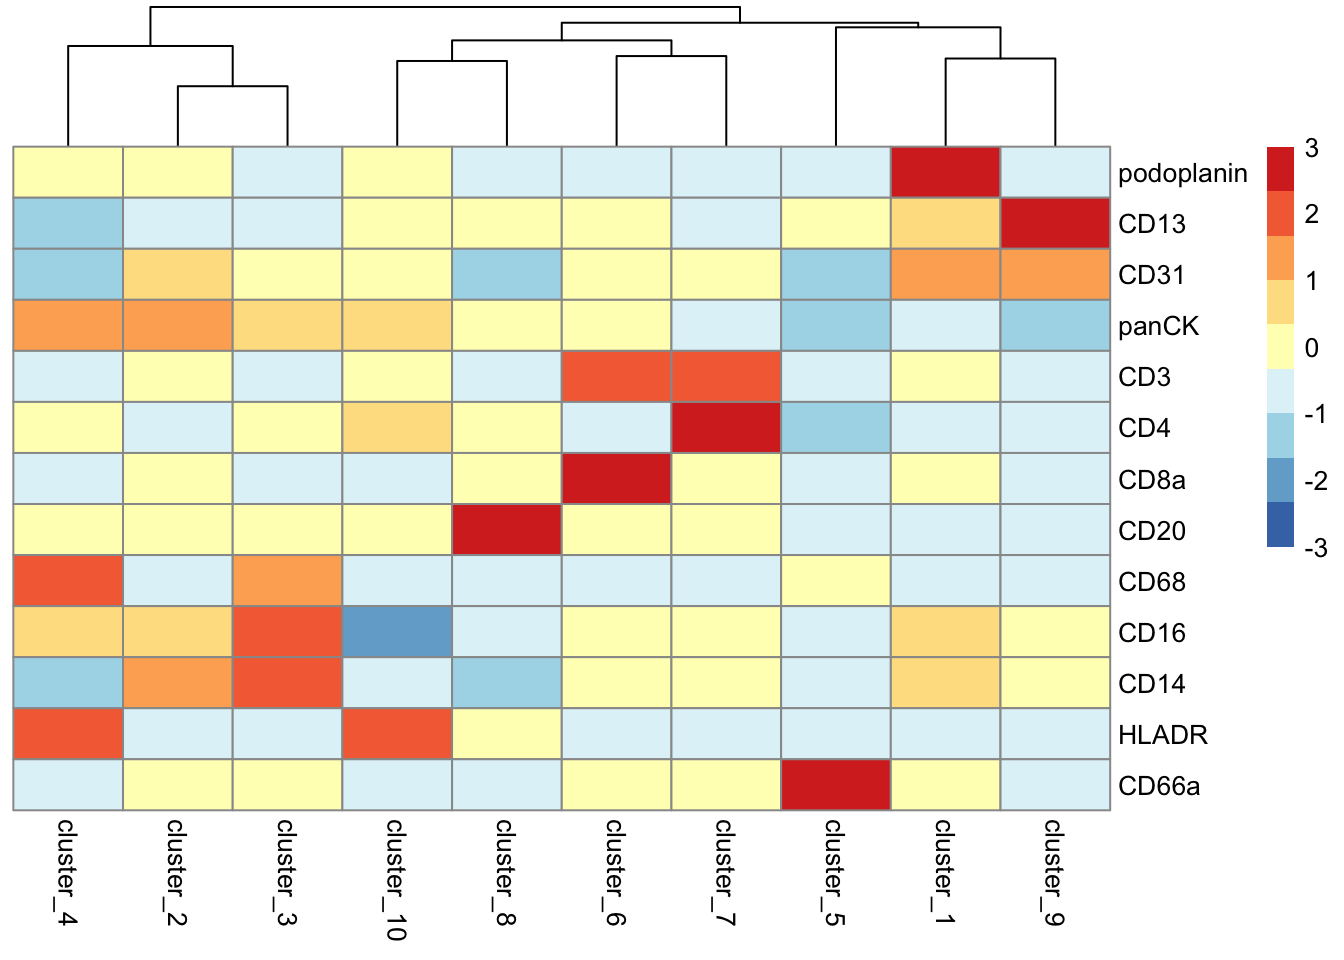 podoplanin
CD13
CD31
panCK
CD3
CD4
CD8a
CD20
CD68
CD16
CD14
HLADR
CD66a
3
2
1
0
-1
-2
-3
cluster_4
cluster_2
cluster_3
cluster_10
cluster_8
cluster_6
cluster_7
cluster_5
cluster_1
cluster_9